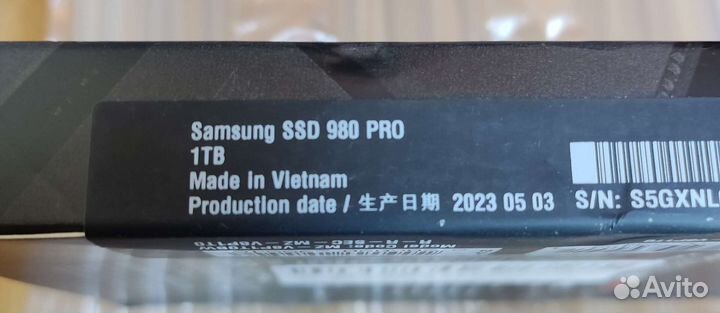 Samsung SSD 980 PRO
1TB
Made in Vietnam
Production date / 生产日期 2023 05 03
S/N: S5GXNL
Avito